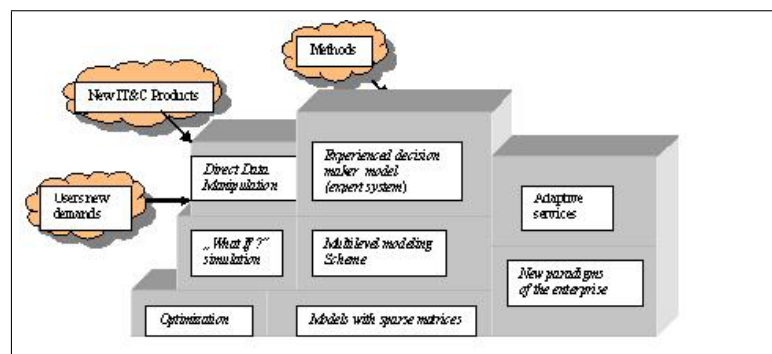 Methods
New IT&C Products
Direct Data
Manipulation
Experienced decision
maker model
(expert system)
Users new
demands
Adaptive
services
„What If ?”
simulation
Multilevel modeling
Scheme
New paradigms
of the enterprise
Optimization
Models with sparse matrices